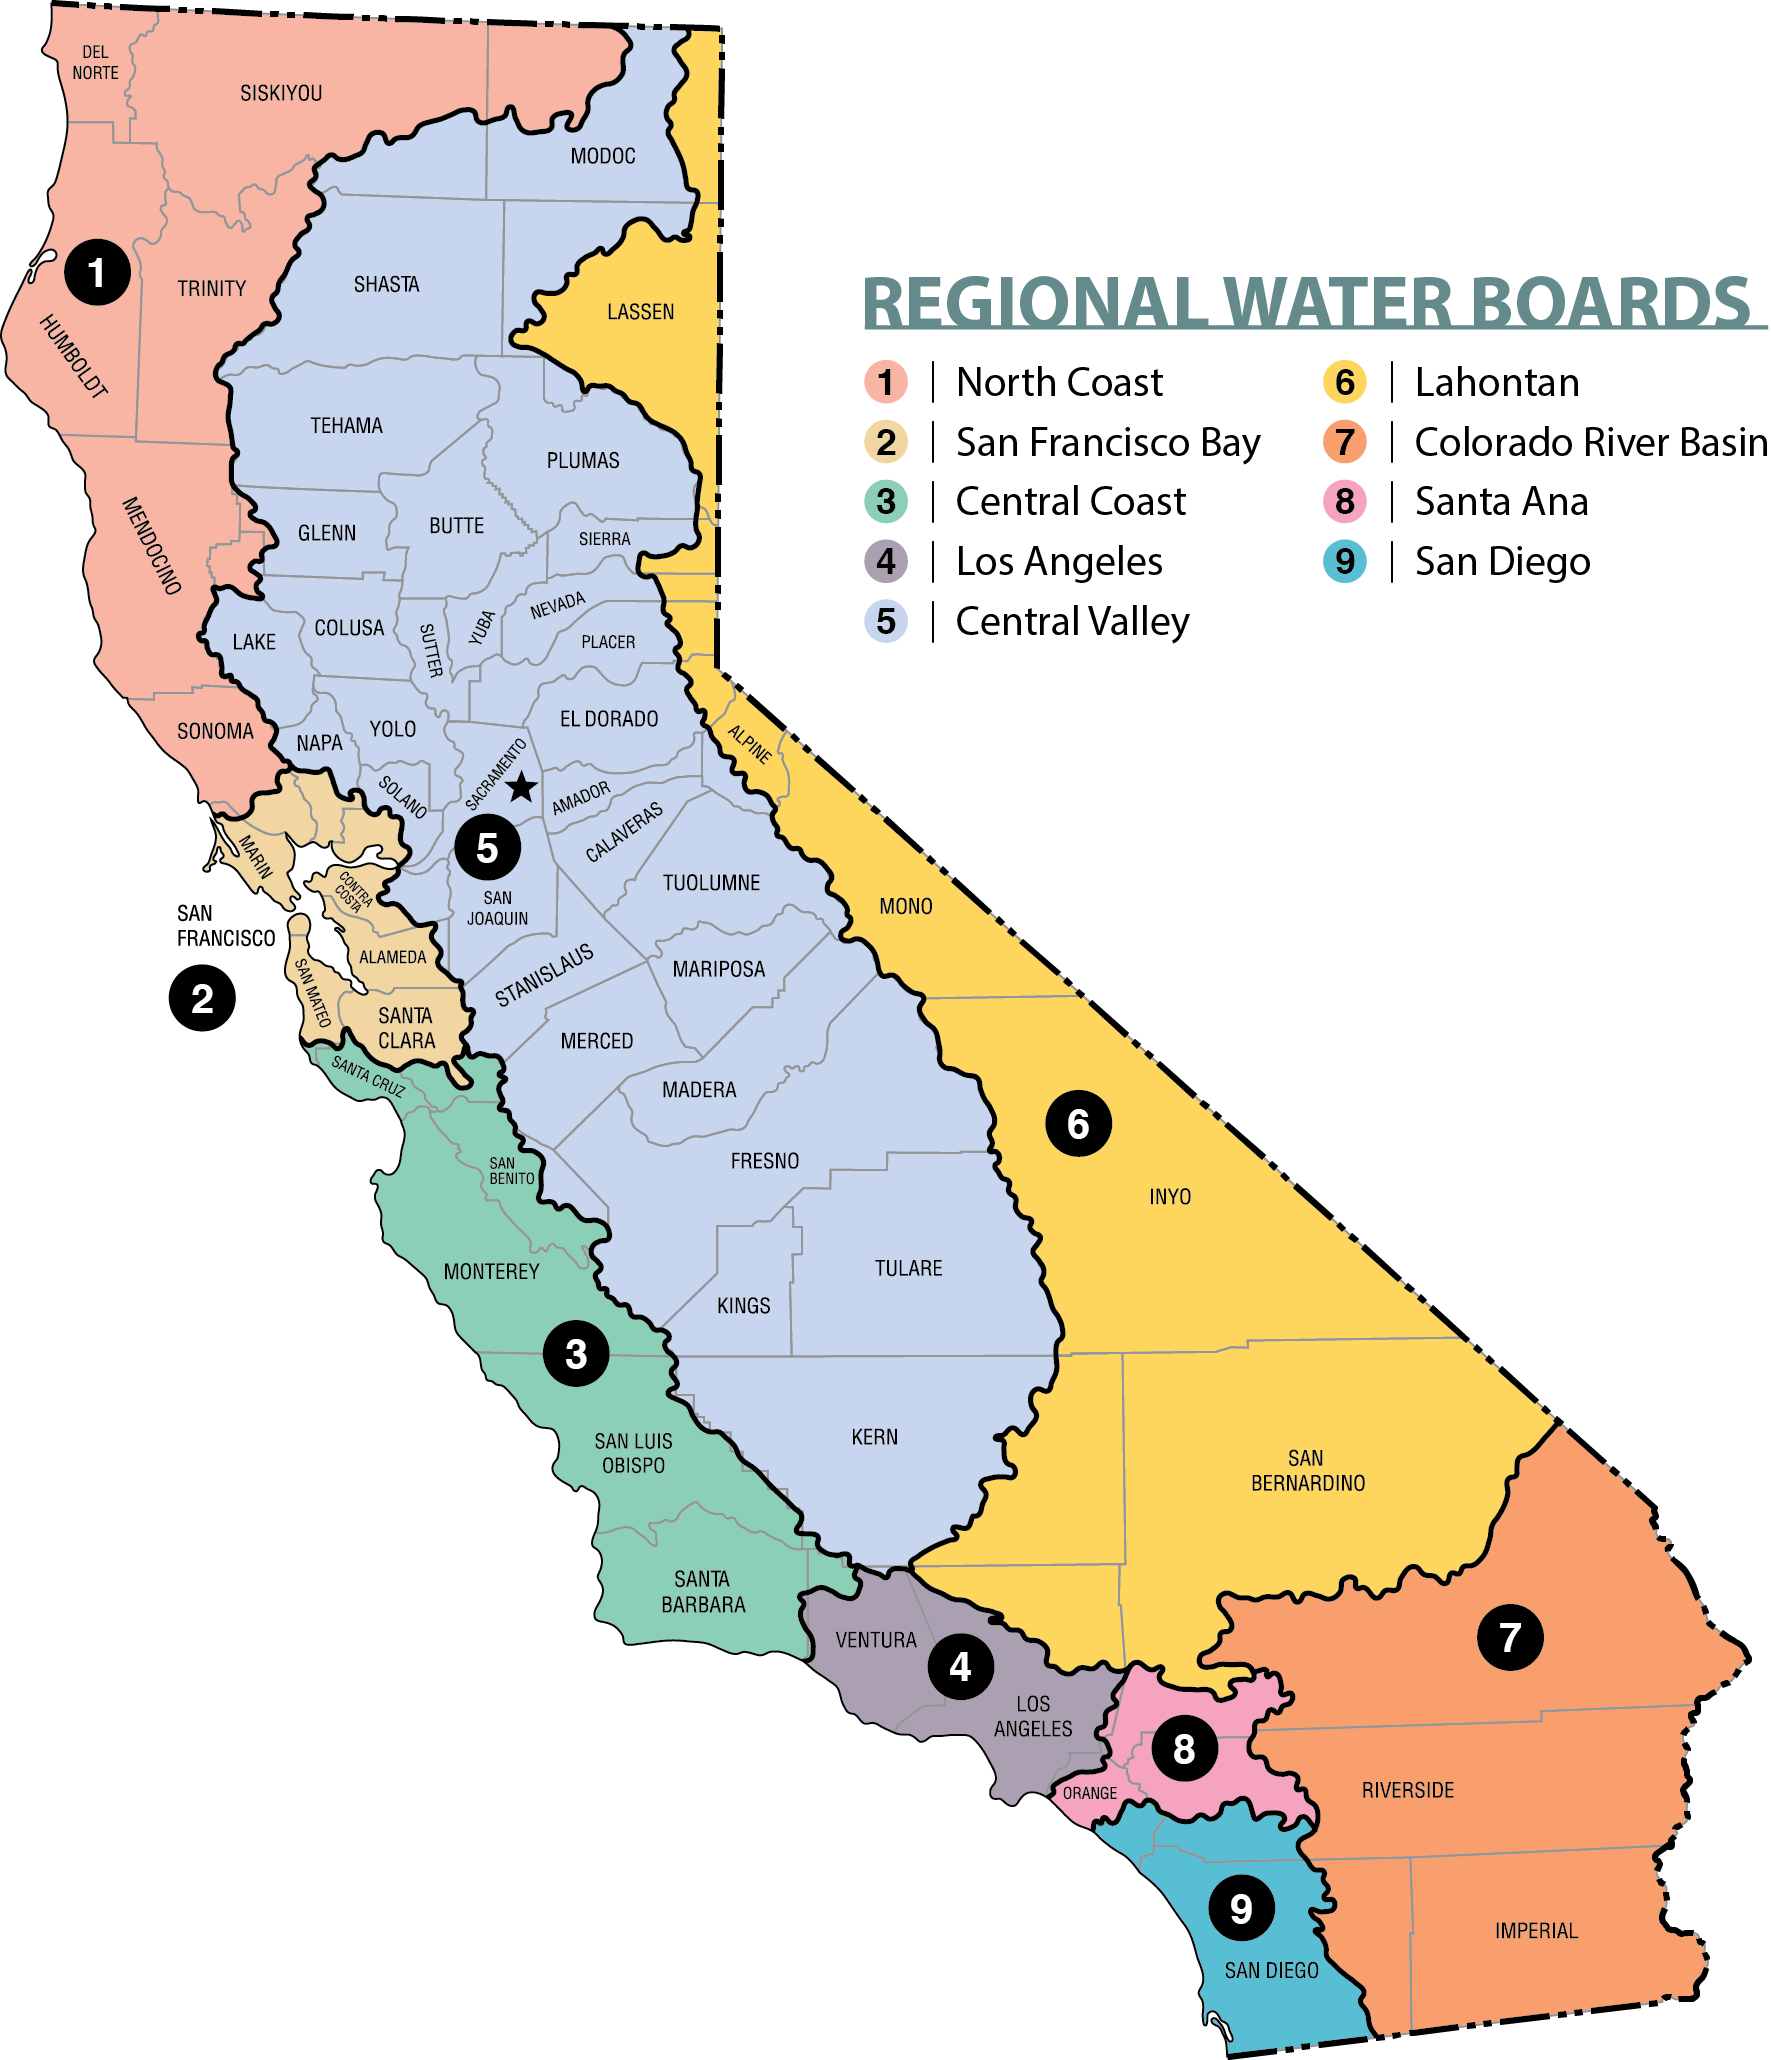 REGIONAL WATER BOARDS
1 | North Coast
2 | San Francisco Bay
3 | Central Coast
4 | Los Angeles
5 | Central Valley
6 | Lahontan
7 | Colorado River Basin
8 | Santa Ana
9 | San Diego
DEL
NORTE
SISKIYOU
MODOC
1
TRINITY
HUMBOLDT
SHASTA
LASSEN
TEHAMA
PLUMAS
MENDOCINO
GLENN
BUTTE
SIERRA
LAKE
COLUSA
SUTTER
YUBA
NEVADA
PLACER
SONOMA
NAPA
YOLO
EL DORADO
ALPINE
SOLANO
SACRAMENTO
AMADOR
CALAVERAS
5
MARIN
CONTRA
COSTA
SAN
JOAQUIN
TUOLUMNE
MONO
SAN
FRANCISCO
2
ALAMEDA
SAN MATEO
SANTA
CLARA
STANISLAUS
MARIPOSA
MERCED
SANTA CRUZ
MADERA
6
SAN
BENITO
FRESNO
INYO
MONTEREY
KINGS
TULARE
3
SAN LUIS
OBISPO
KERN
SAN
BERNARDINO
SANTA
BARBARA
VENTURA
4
LOS
ANGELES
7
8
ORANGE
RIVERSIDE
9
SAN DIEGO
IMPERIAL